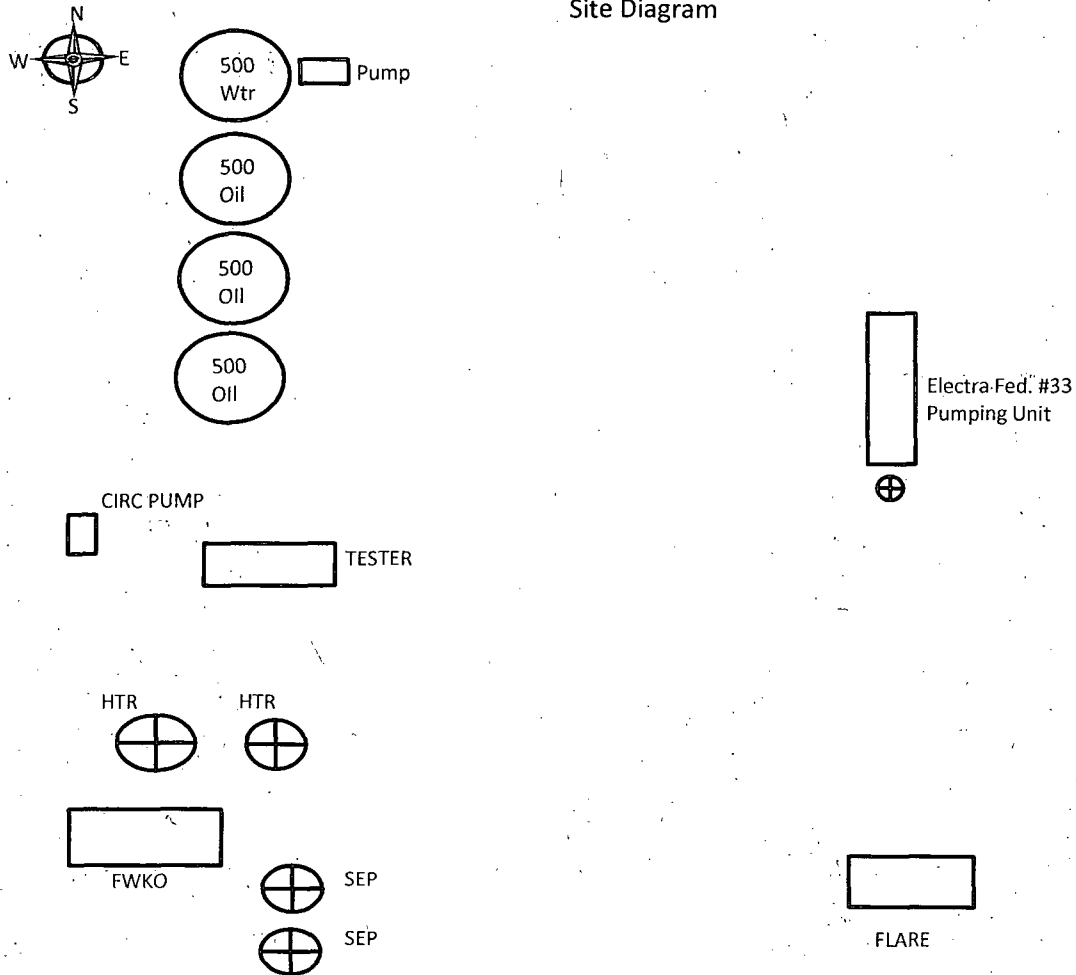 Site Diagram
N
W
E
S
500
Wtr
Pump
500
Oil
500
OIl
500
OIl
Electra Fed. #33
Pumping Unit
CIRC PUMP
TESTER
HTR
HTR
FWKO
SEP
SEP
FLARE